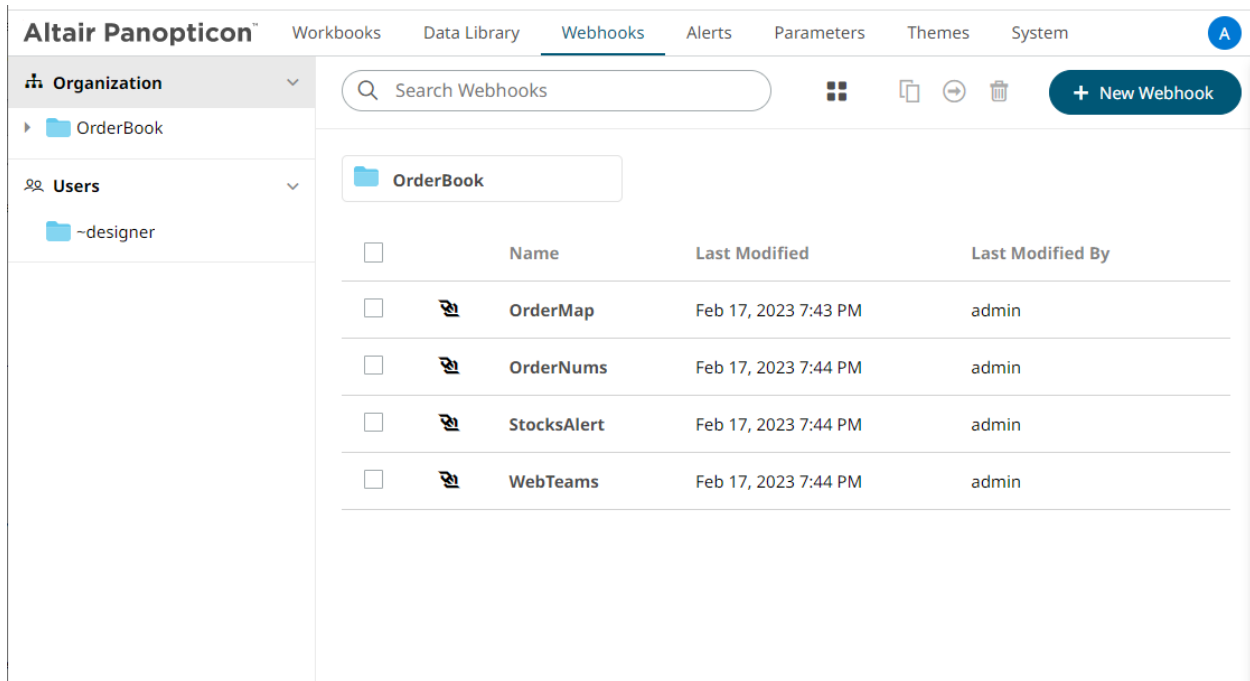 Altair Panopticon™ Workbooks Data Library Webhooks Alerts Parameters Themes System A
Organization
OrderBook
Users
~designer
Search Webhooks + New Webhook
OrderBook
Name Last Modified Last Modified By
OrderMap Feb 17, 2023 7:43 PM admin
OrderNums Feb 17, 2023 7:44 PM admin
StocksAlert Feb 17, 2023 7:44 PM admin
WebTeams Feb 17, 2023 7:44 PM admin